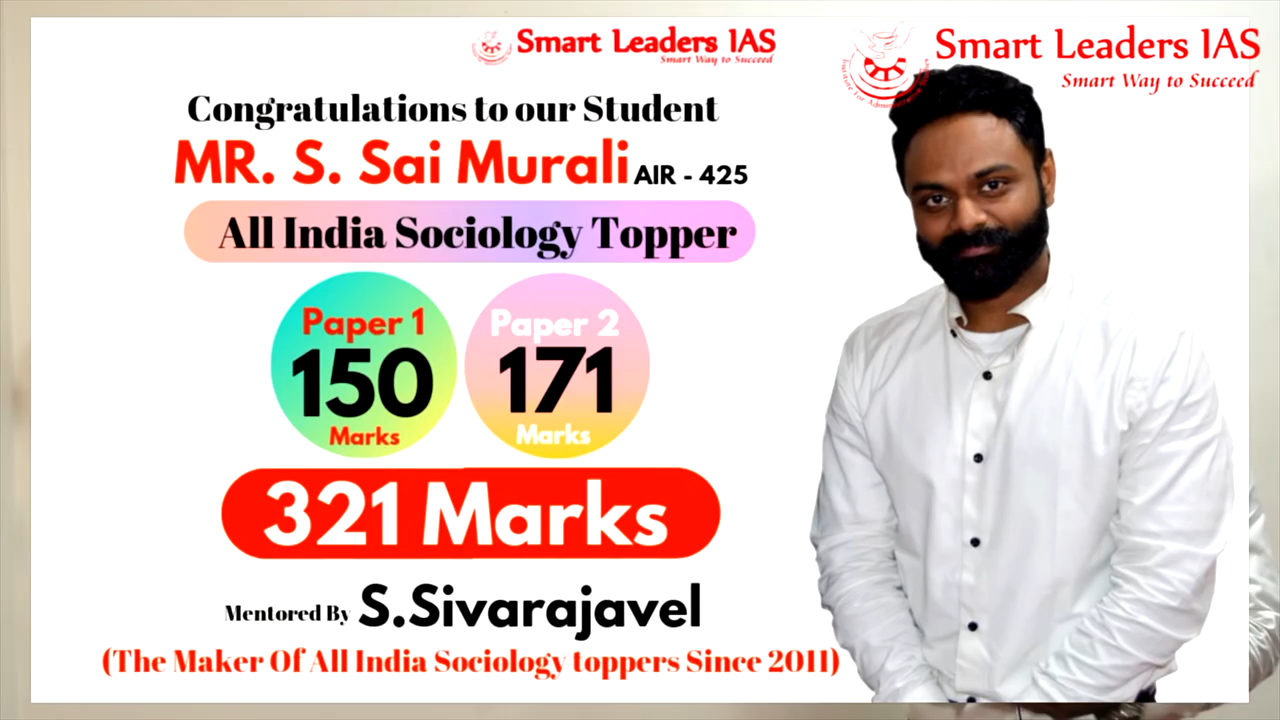 Smart Leaders IAS
Smart Way to Succeed
Smart Leaders IAS
Smart Way to Succeed
Congratulations to our Student
MR. S. Sai Murali AIR - 425
All India Sociology Topper
Paper 1
150
Marks
Paper 2
171
Marks
321 Marks
Mentored By S.Sivarajavel
(The Maker Of All India Sociology toppers Since 2011)